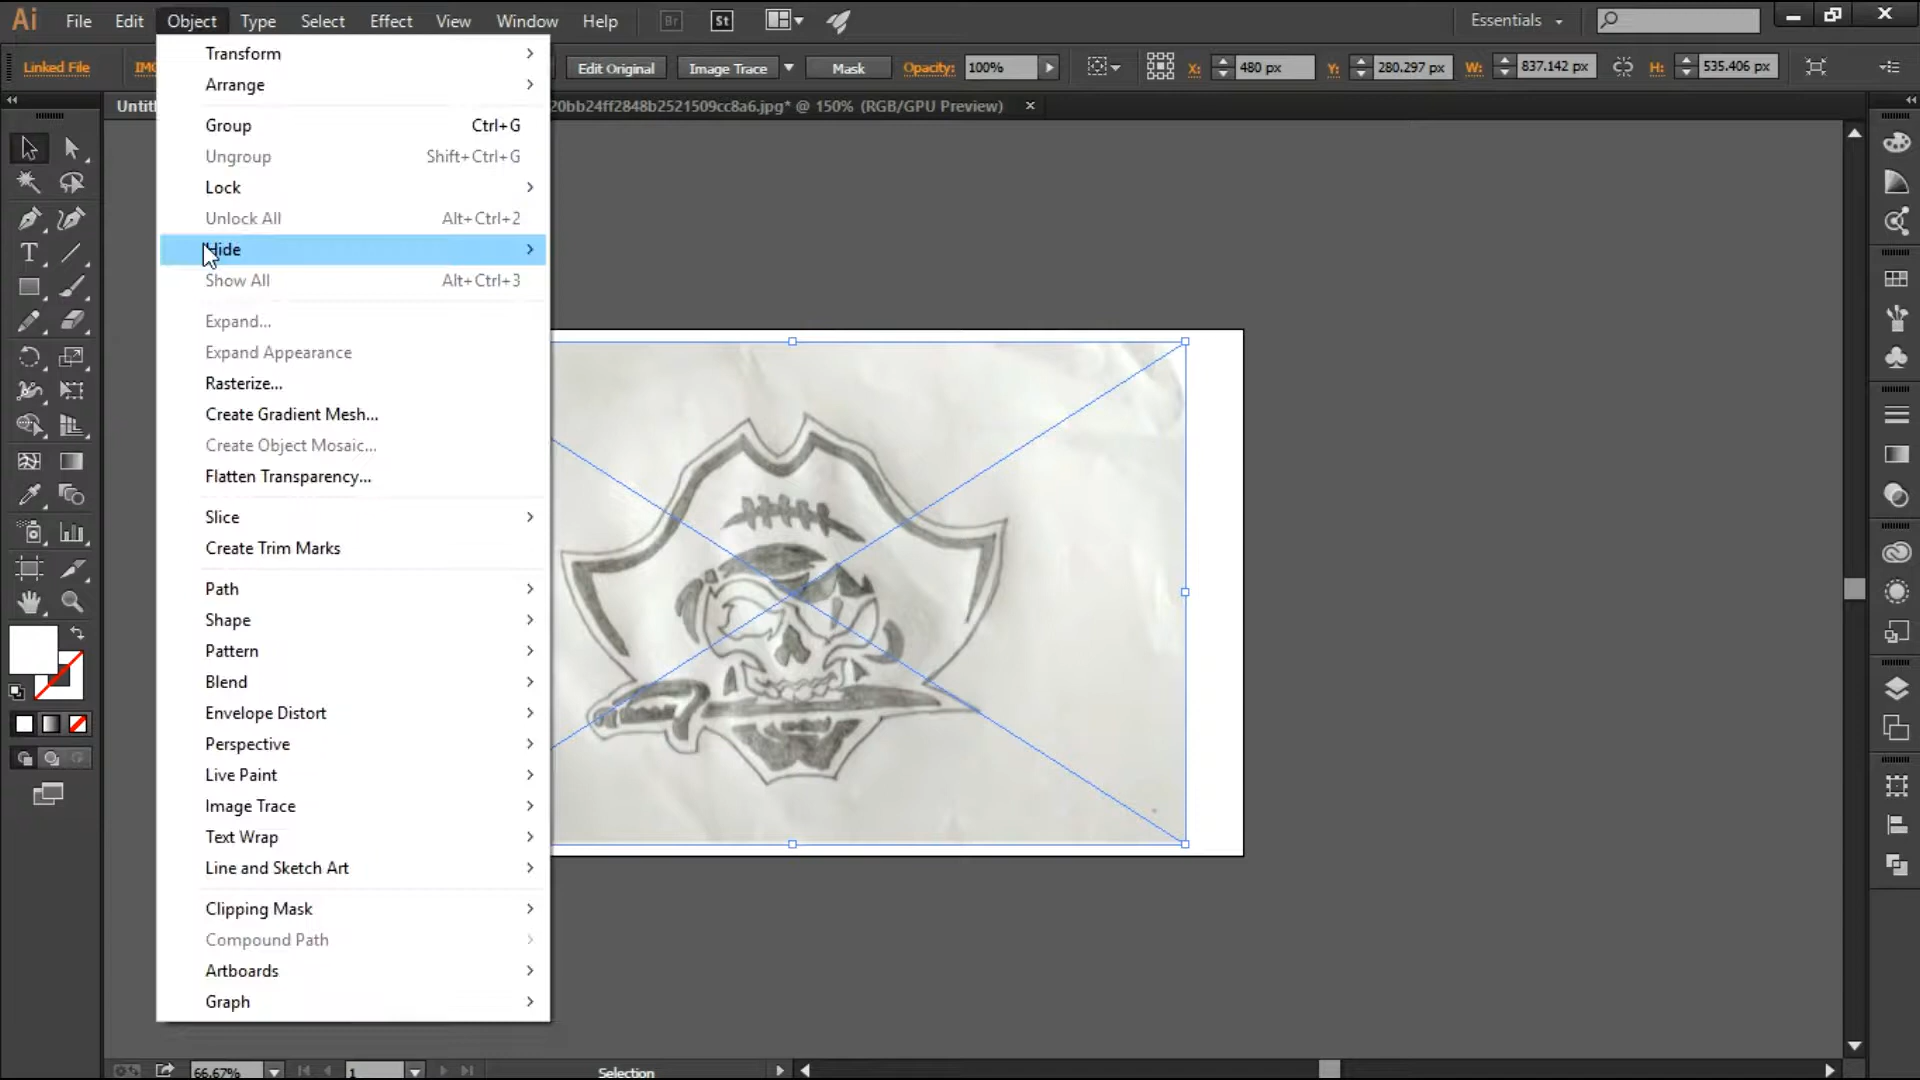 Ai File Edit Object Type Select Effect View Window Help Br St Essentials
Linked File Edit Original Image Trace Mask Opacity: 100% X: 480 px Y: 280.297 px W: 837.142 px H: 535.406 px
20bb24ff2848b2521509cc8a6.jpg* @ 150% (RGB/GPU Preview)
Transform
Arrange
Group Ctrl+G
Ungroup Shift+Ctrl+G
Lock
Unlock All Alt+Ctrl+2
Hide
Show All Alt+Ctrl+3
Expand...
Expand Appearance
Rasterize...
Create Gradient Mesh...
Create Object Mosaic...
Flatten Transparency...
Slice
Create Trim Marks
Path
Shape
Pattern
Blend
Envelope Distort
Perspective
Live Paint
Image Trace
Text Wrap
Line and Sketch Art
Clipping Mask
Compound Path
Artboards
Graph
66.67% 1 Selection